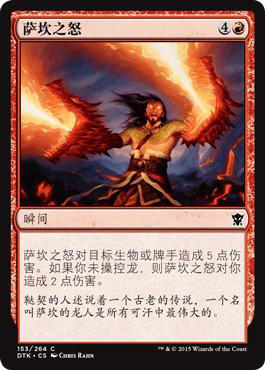 萨坎之怒 4
瞬间
萨坎之怒对目标生物或牌手造成5点伤
害。如果你未操控龙，则萨坎之怒对你
造成2点伤害。
鞑契的人述说着一个古老的传说，一个名
叫萨坎的龙人是所有可汗中最伟大的。
153/264 C
DTK • CS Chris Rahn
™ & © 2015 Wizards of the Coast